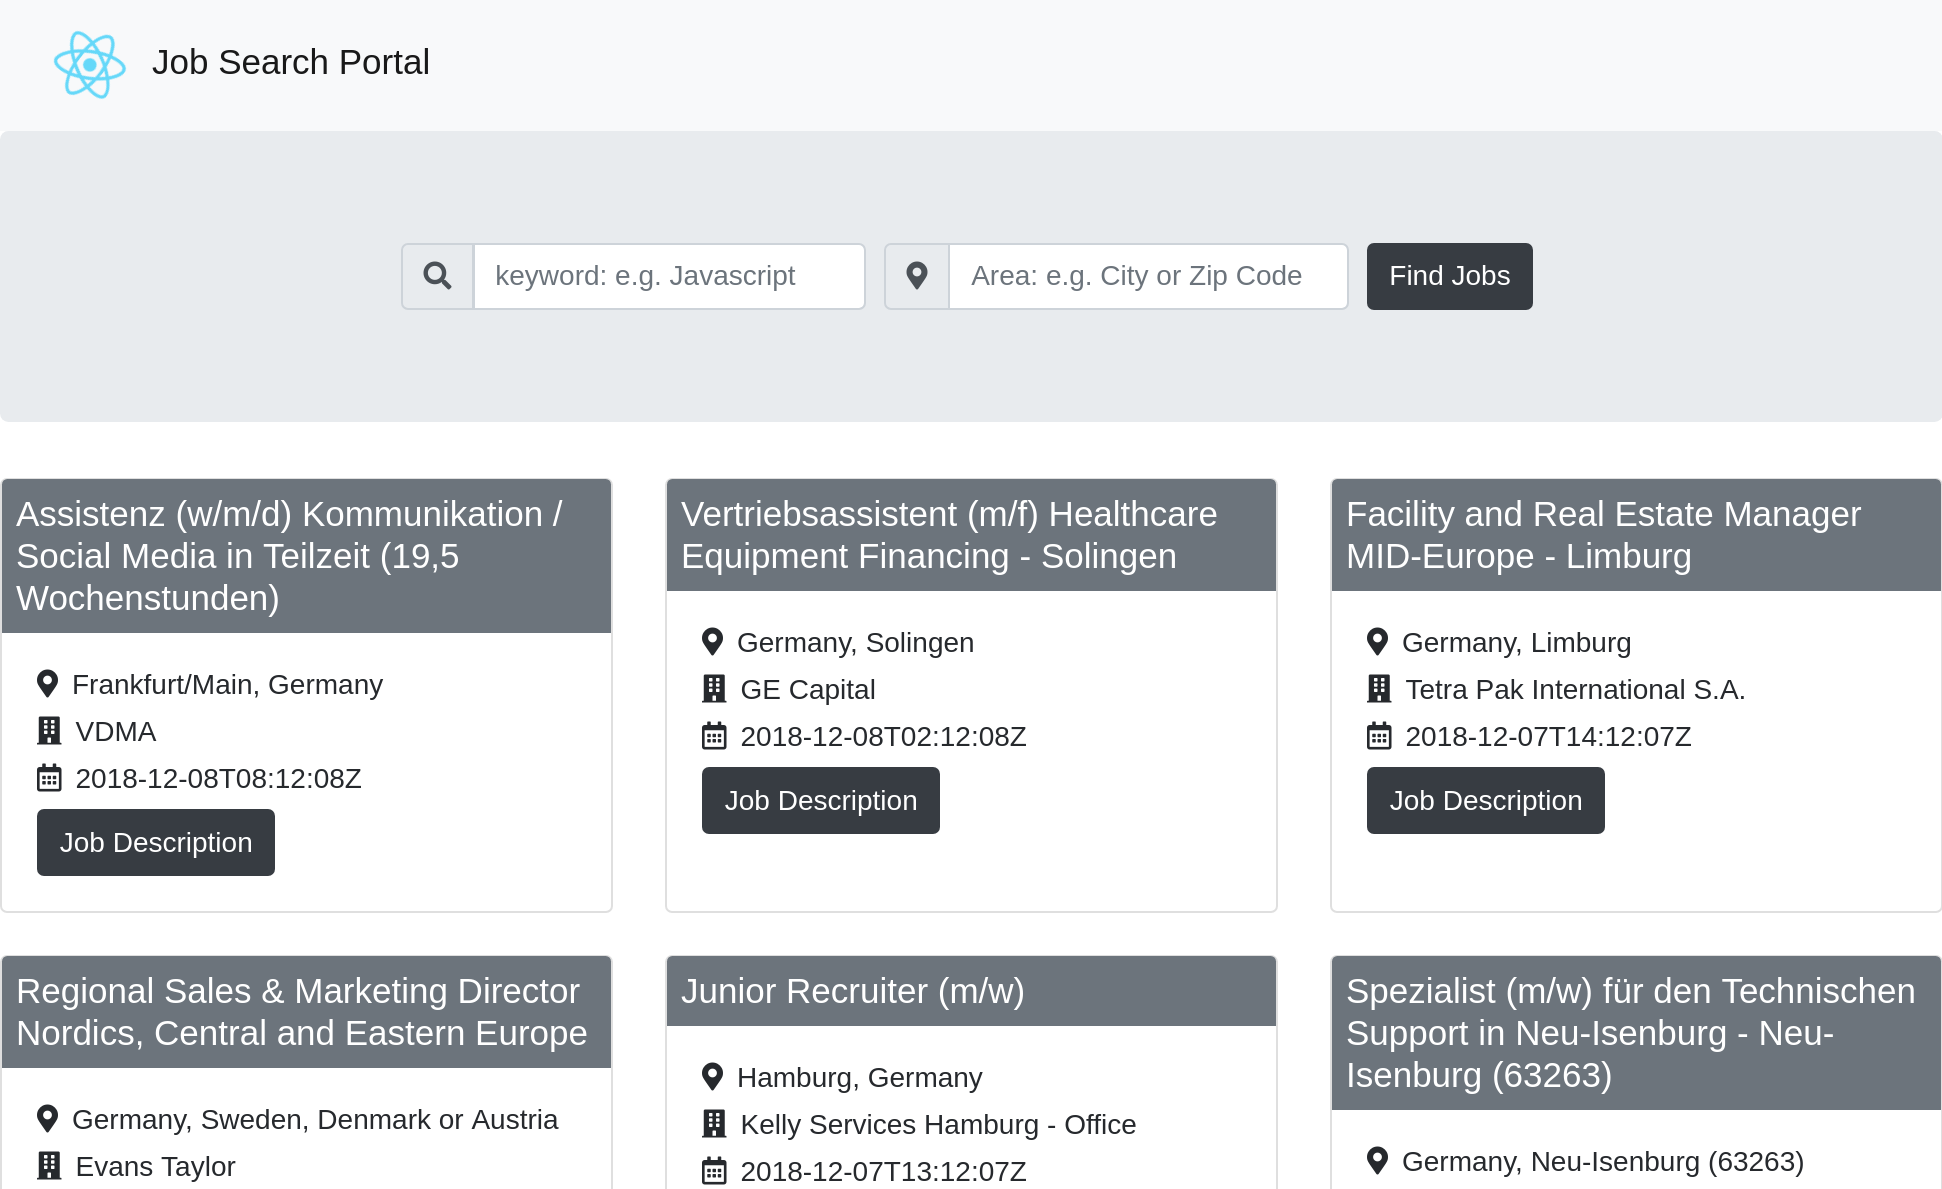 Job Search Portal
keyword: e.g. Javascript
Area: e.g. City or Zip Code
Find Jobs
Assistenz (w/m/d) Kommunikation /
Social Media in Teilzeit (19,5
Wochenstunden)
Frankfurt/Main, Germany
VDMA
2018-12-08T08:12:08Z
Job Description
Vertriebsassistent (m/f) Healthcare
Equipment Financing - Solingen
Germany, Solingen
GE Capital
2018-12-08T02:12:08Z
Job Description
Facility and Real Estate Manager
MID-Europe - Limburg
Germany, Limburg
Tetra Pak International S.A.
2018-12-07T14:12:07Z
Job Description
Regional Sales & Marketing Director
Nordics, Central and Eastern Europe
Germany, Sweden, Denmark or Austria
Evans Taylor
Junior Recruiter (m/w)
Hamburg, Germany
Kelly Services Hamburg - Office
2018-12-07T13:12:07Z
Spezialist (m/w) für den Technischen
Support in Neu-Isenburg - Neu-
Isenburg (63263)
Germany, Neu-Isenburg (63263)